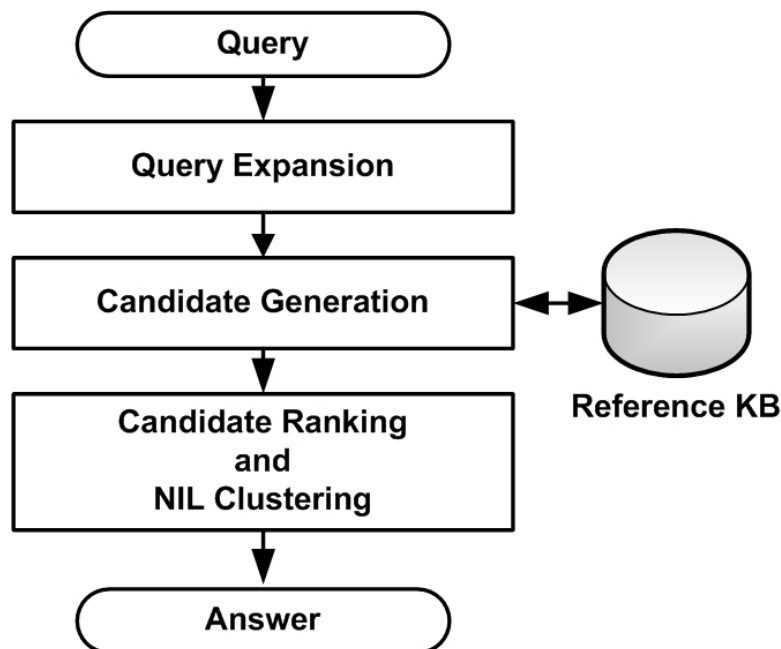 Query
Query Expansion
Candidate Generation
Reference KB
Candidate Ranking
and
NIL Clustering
Answer